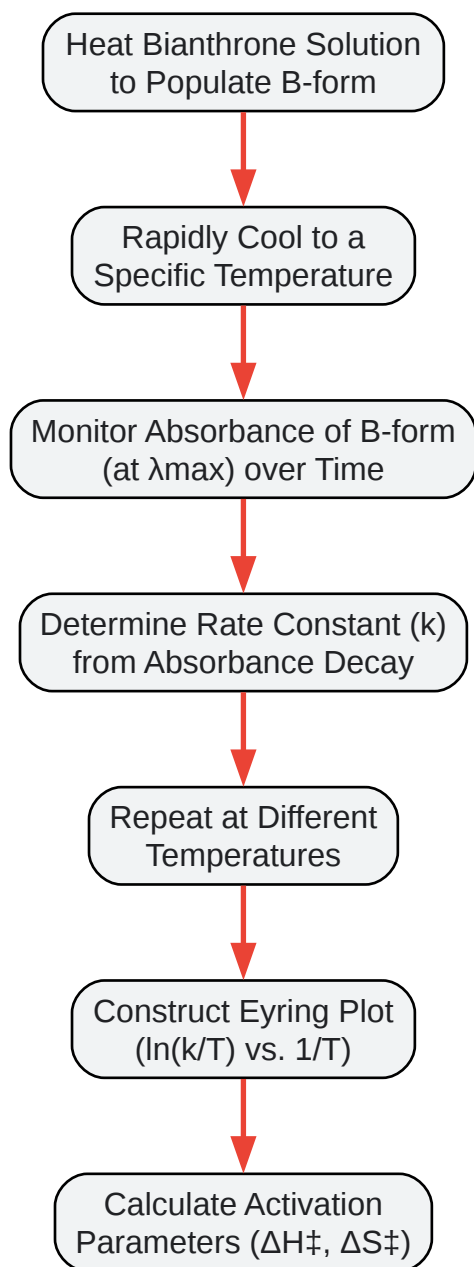 Heat Bianthrone Solution
to Populate B-form
Rapidly Cool to a
Specific Temperature
Monitor Absorbance of B-form
(at λmax) over Time
Determine Rate Constant (k)
from Absorbance Decay
Repeat at Different
Temperatures
Construct Eyring Plot
(ln(k/T) vs. 1/T)
Calculate Activation
Parameters (ΔH‡, ΔS‡)